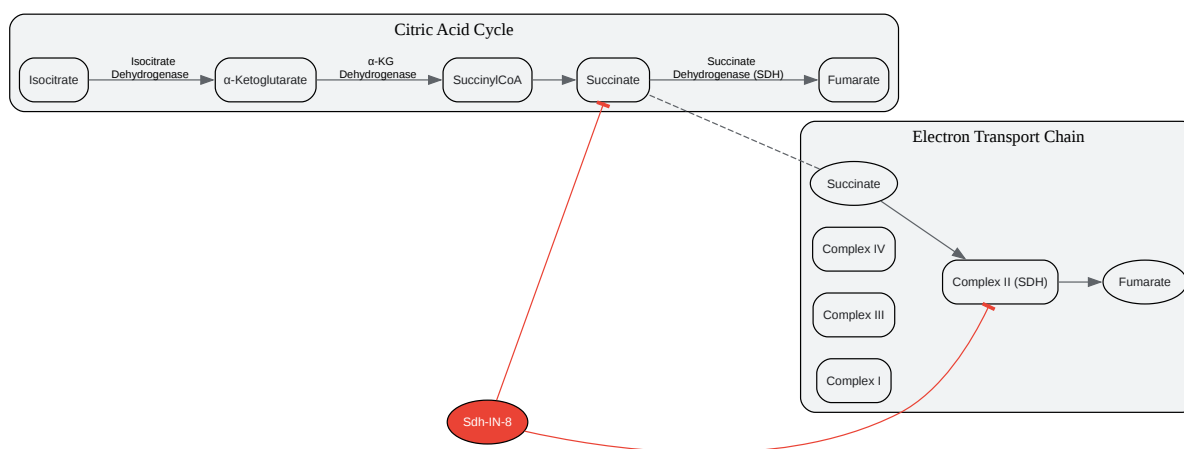 Citric Acid Cycle
Isocitrate
Isocitrate
Dehydrogenase
α-Ketoglutarate
α-KG
Dehydrogenase
SuccinylCoA
Succinate
Succinate
Dehydrogenase (SDH)
Fumarate
Electron Transport Chain
Succinate
Complex IV
Complex II (SDH)
Fumarate
Complex III
Complex I
Sdh-IN-8